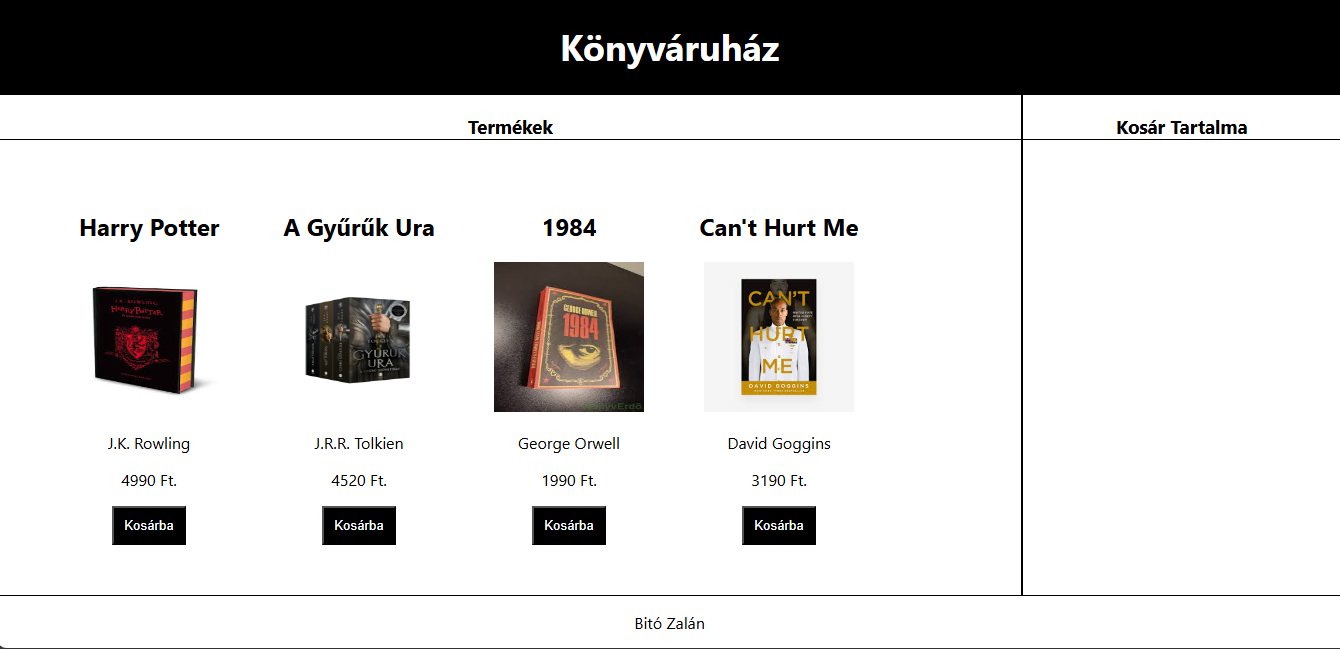 Könyváruház
Termékek
Kosár Tartalma
Harry Potter
A Gyűrűk Ura
1984
Can't Hurt Me
J.K. ROWLING
HARRY POTTER
GYŰRŰK
URA
GEORGE ORWELL
1984
CAN'T
HURT
ME
DAVID GOGGINS
J.K. Rowling
J.R.R. Tolkien
George Orwell
David Goggins
4990 Ft.
4520 Ft.
1990 Ft.
3190 Ft.
Kosárba
Kosárba
Kosárba
Kosárba
Bitó Zalán